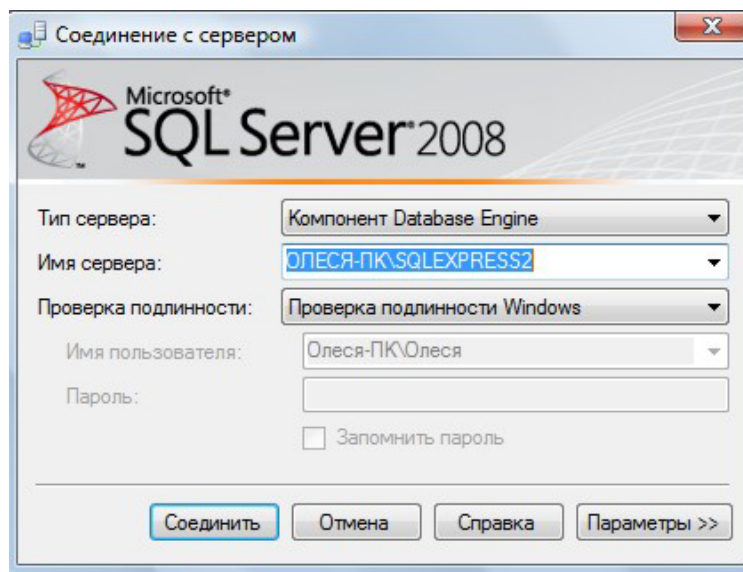 Соединение с сервером
Microsoft®
SQL Server® 2008
Тип сервера: Компонент Database Engine
Имя сервера: ОЛЕСЯ-ПК\SQLEXPRESS2
Проверка подлинности: Проверка подлинности Windows
Имя пользователя: Олеся-ПК\Олеся
Пароль:
Запомнить пароль
Соединить Отмена Справка Параметры >>